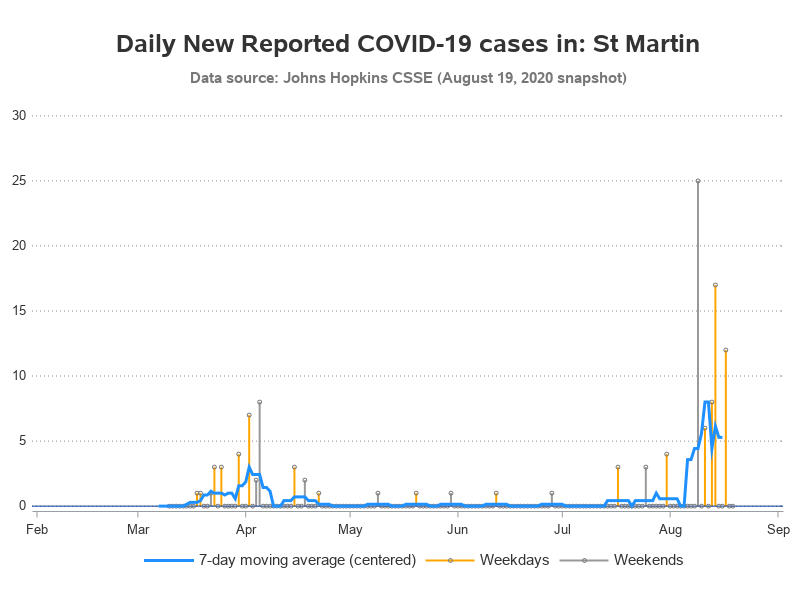 Daily New Reported COVID-19 cases in: St Martin
Data source: Johns Hopkins CSSE (August 19, 2020 snapshot)
30
25
20
15
10
5
0
Feb Mar Apr May Jun Jul Aug Sep
7-day moving average (centered) Weekdays Weekends